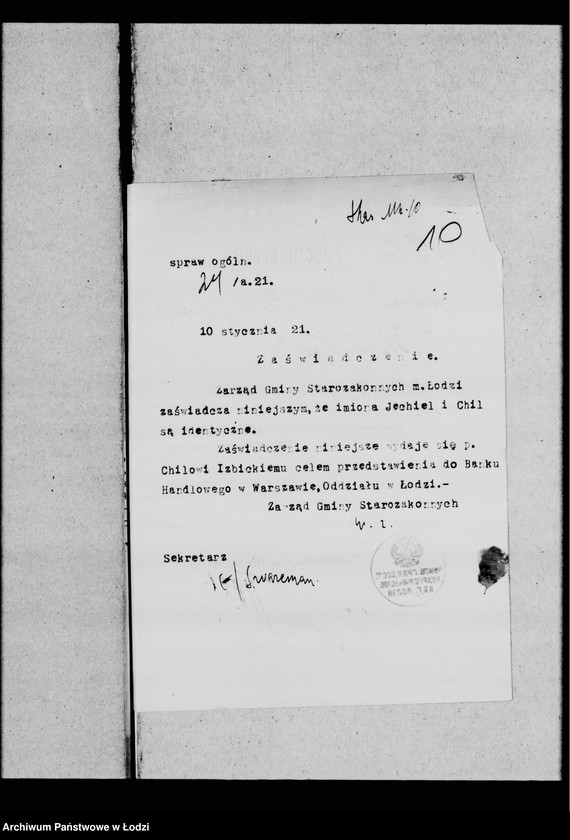 10
spraw ogóln.
24/a.21.
10 stycznia 21.
Zaświadczenie.
Zarząd Gminy Starozakonnych m.Łodzi
zaświadcza niniejszym,że imiona Jechiel i Chil
są identyczne.
Zaświadczenie niniejsze wydaje się p.
Chilowi Izbickiemu celem przedstawienia do Banku
Handlowego w Warszawie,Oddziału w Łodzi.-
Zarząd Gminy Starozakonnych
Sekretarz
Archiwum Państwowe w Łodzi